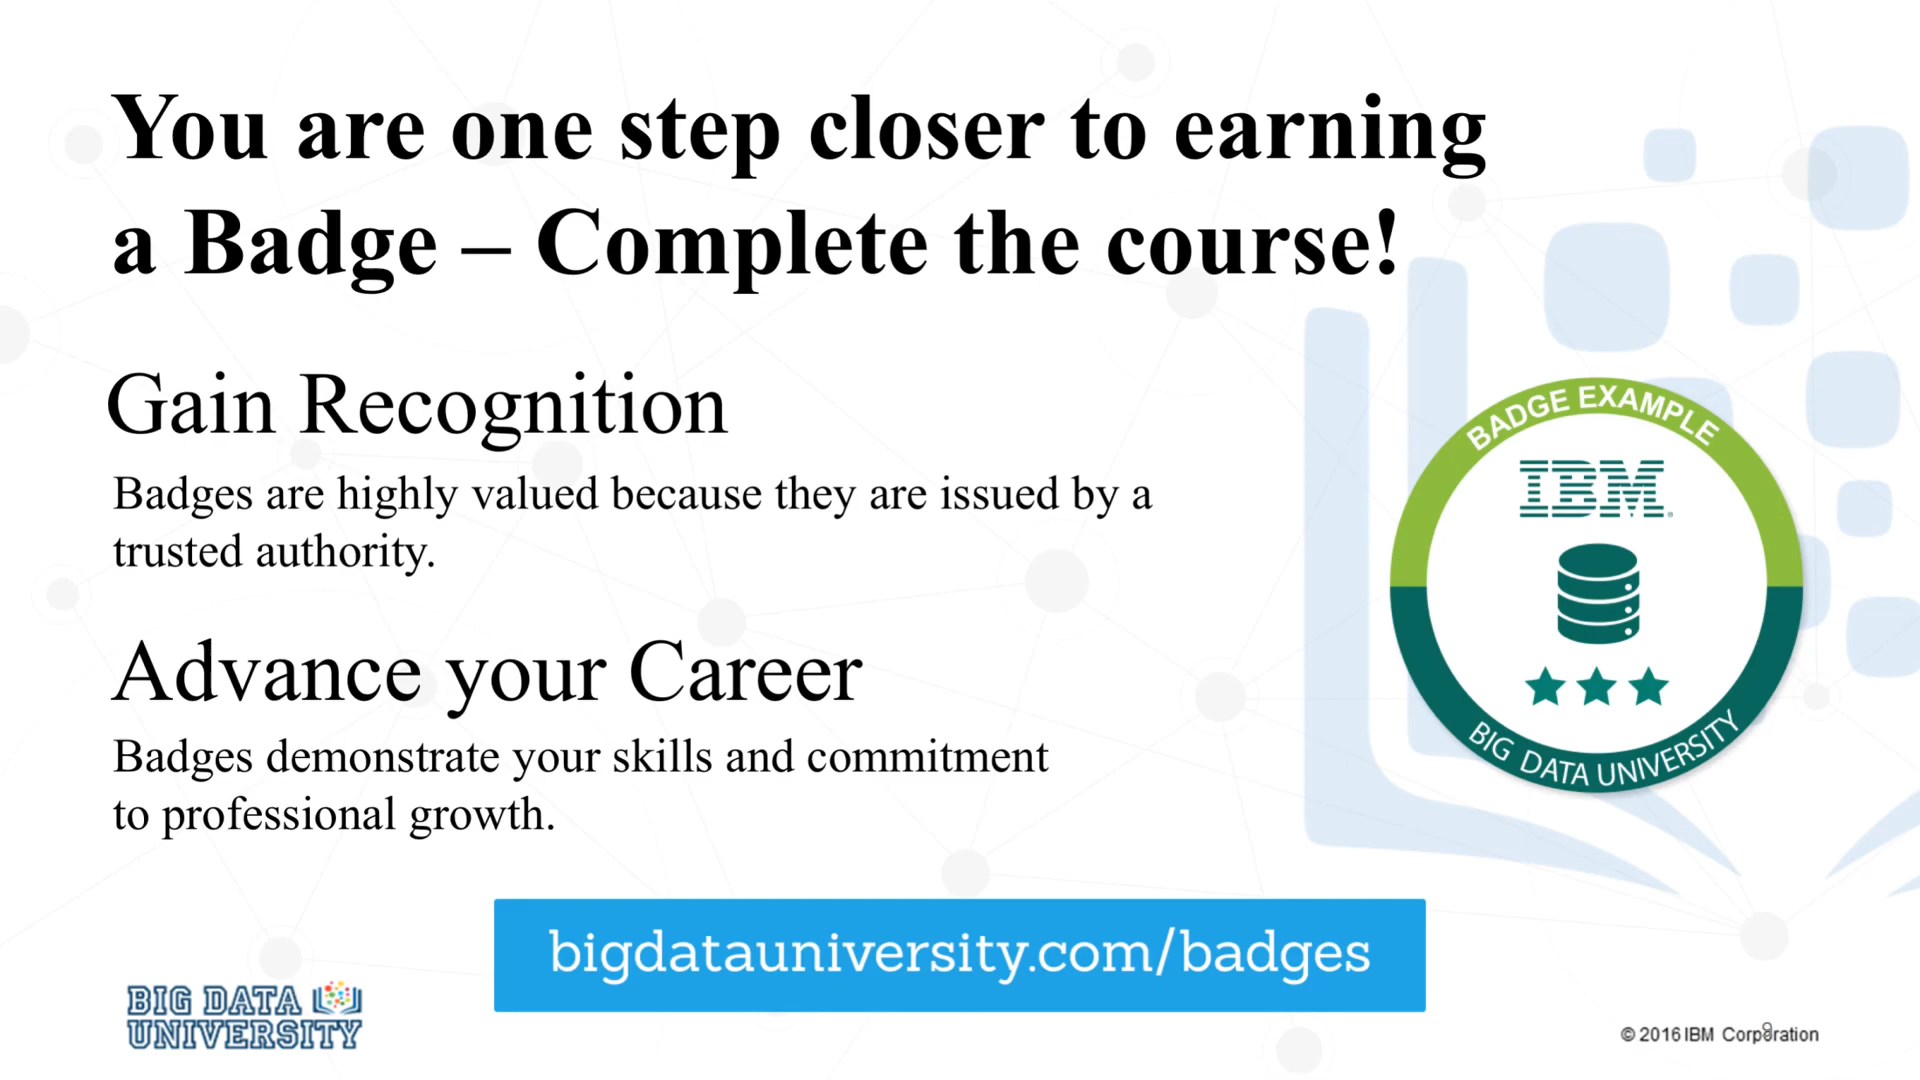 You are one step closer to earning
a Badge – Complete the course!
Gain Recognition
Badges are highly valued because they are issued by a
trusted authority.
Advance your Career
Badges demonstrate your skills and commitment
to professional growth.
BADGE EXAMPLE
IBM®
BIG DATA UNIVERSITY
bigdatauniversity.com/badges
BIG DATA
UNIVERSITY
9
© 2016 IBM Corporation